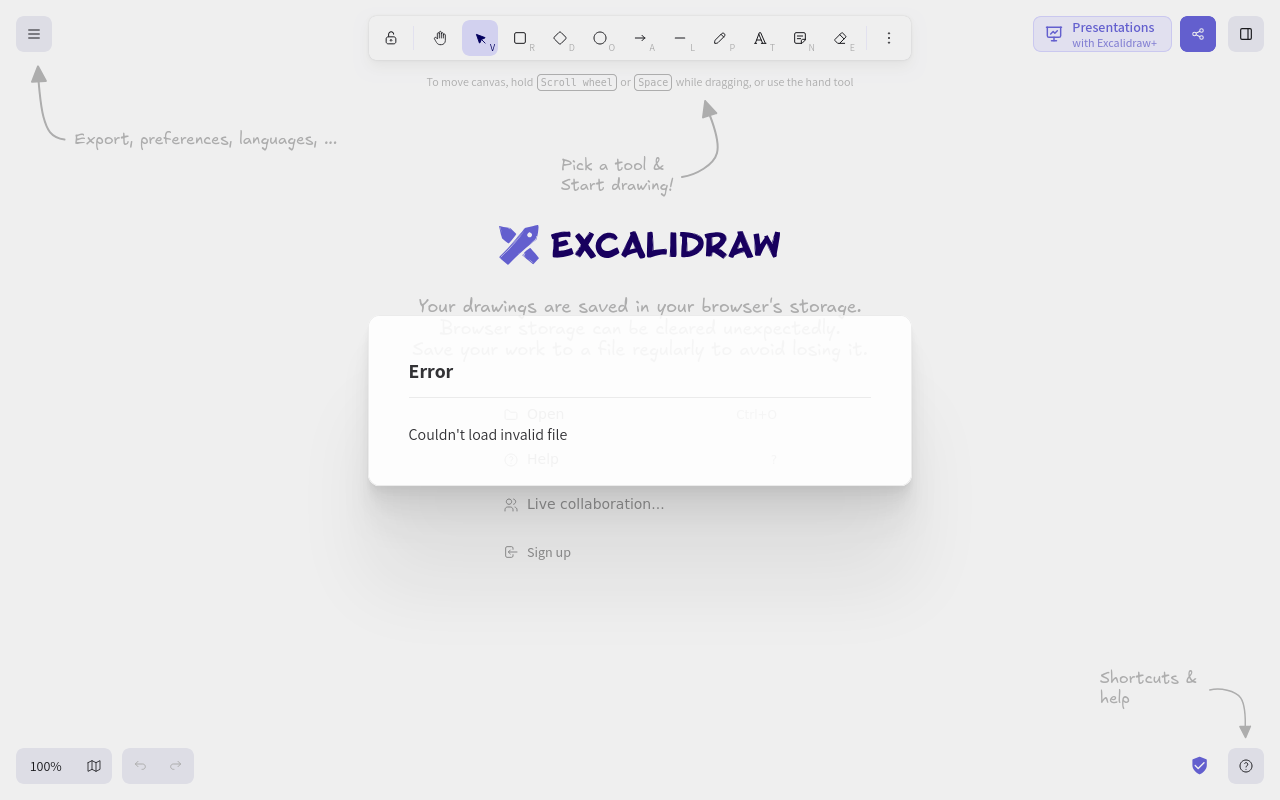 V
R
D
O
A
L
P
T
N
E
Presentations
with Excalidraw+
To move canvas, hold Scroll wheel or Space while dragging, or use the hand tool
Export, preferences, languages, ...
Pick a tool &
Start drawing!
EXCALIDRAW
Your drawings are saved in your browser's storage.
Browser storage can be cleared unexpectedly.
Save your work to a file regularly to avoid losing it.
Error
Open Ctrl+O
Couldn't load invalid file
Help ?
Live collaboration...
Sign up
Shortcuts &
help
100%